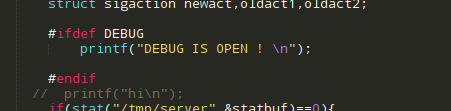 struct sigaction newact,oldact1,oldact2;
#ifdef DEBUG
printf("DEBUG IS OPEN ! \n");
#endif
// printf("hi\n");
if(stat("/tmp/server",&statbuf)==0){